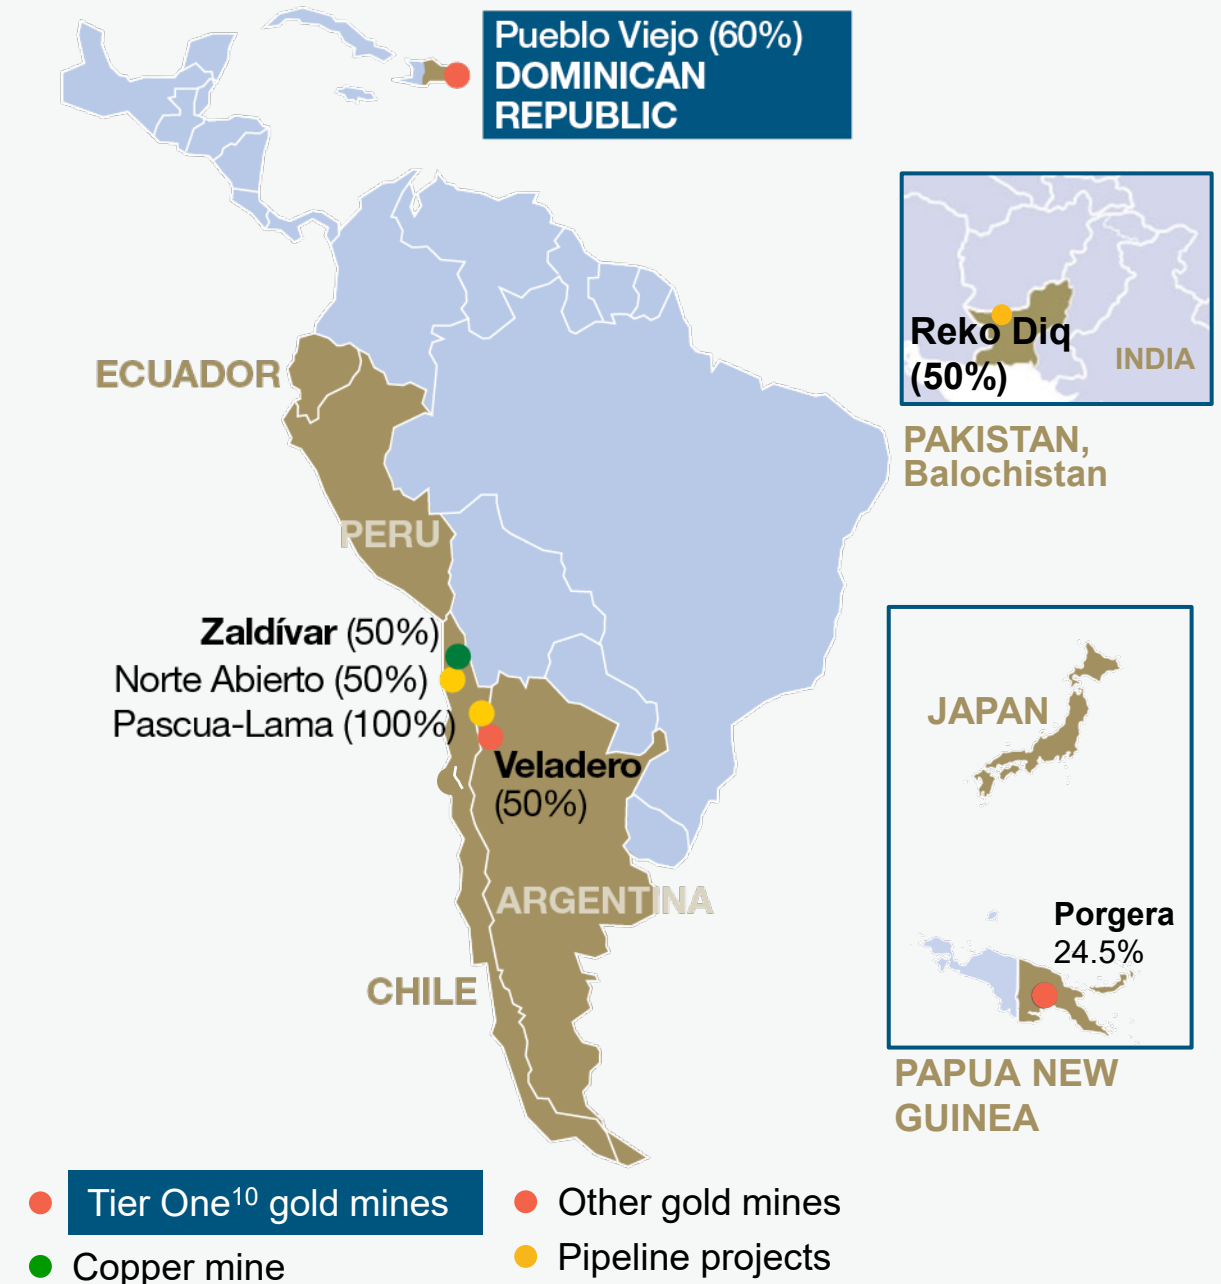 Pueblo Viejo (60%)
DOMINICAN
REPUBLIC
ECUADOR
PERU
Zaldívar (50%)
Norte Abierto (50%)
Pascua-Lama (100%)
Veladero
(50%)
ARGENTINA
CHILE
Reko Diq
(50%)
INDIA
PAKISTAN,
Balochistan
JAPAN
Porgera
24.5%
PAPUA NEW
GUINEA
Tier One¹⁰ gold mines
Other gold mines
Copper mine
Pipeline projects